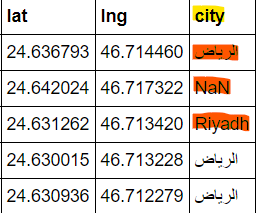 lat lng city
24.636793 46.714460 الرياض
24.642024 46.717322 NaN
24.631262 46.713420 Riyadh
24.630015 46.713228 الرياض
24.630936 46.712279 الرياض